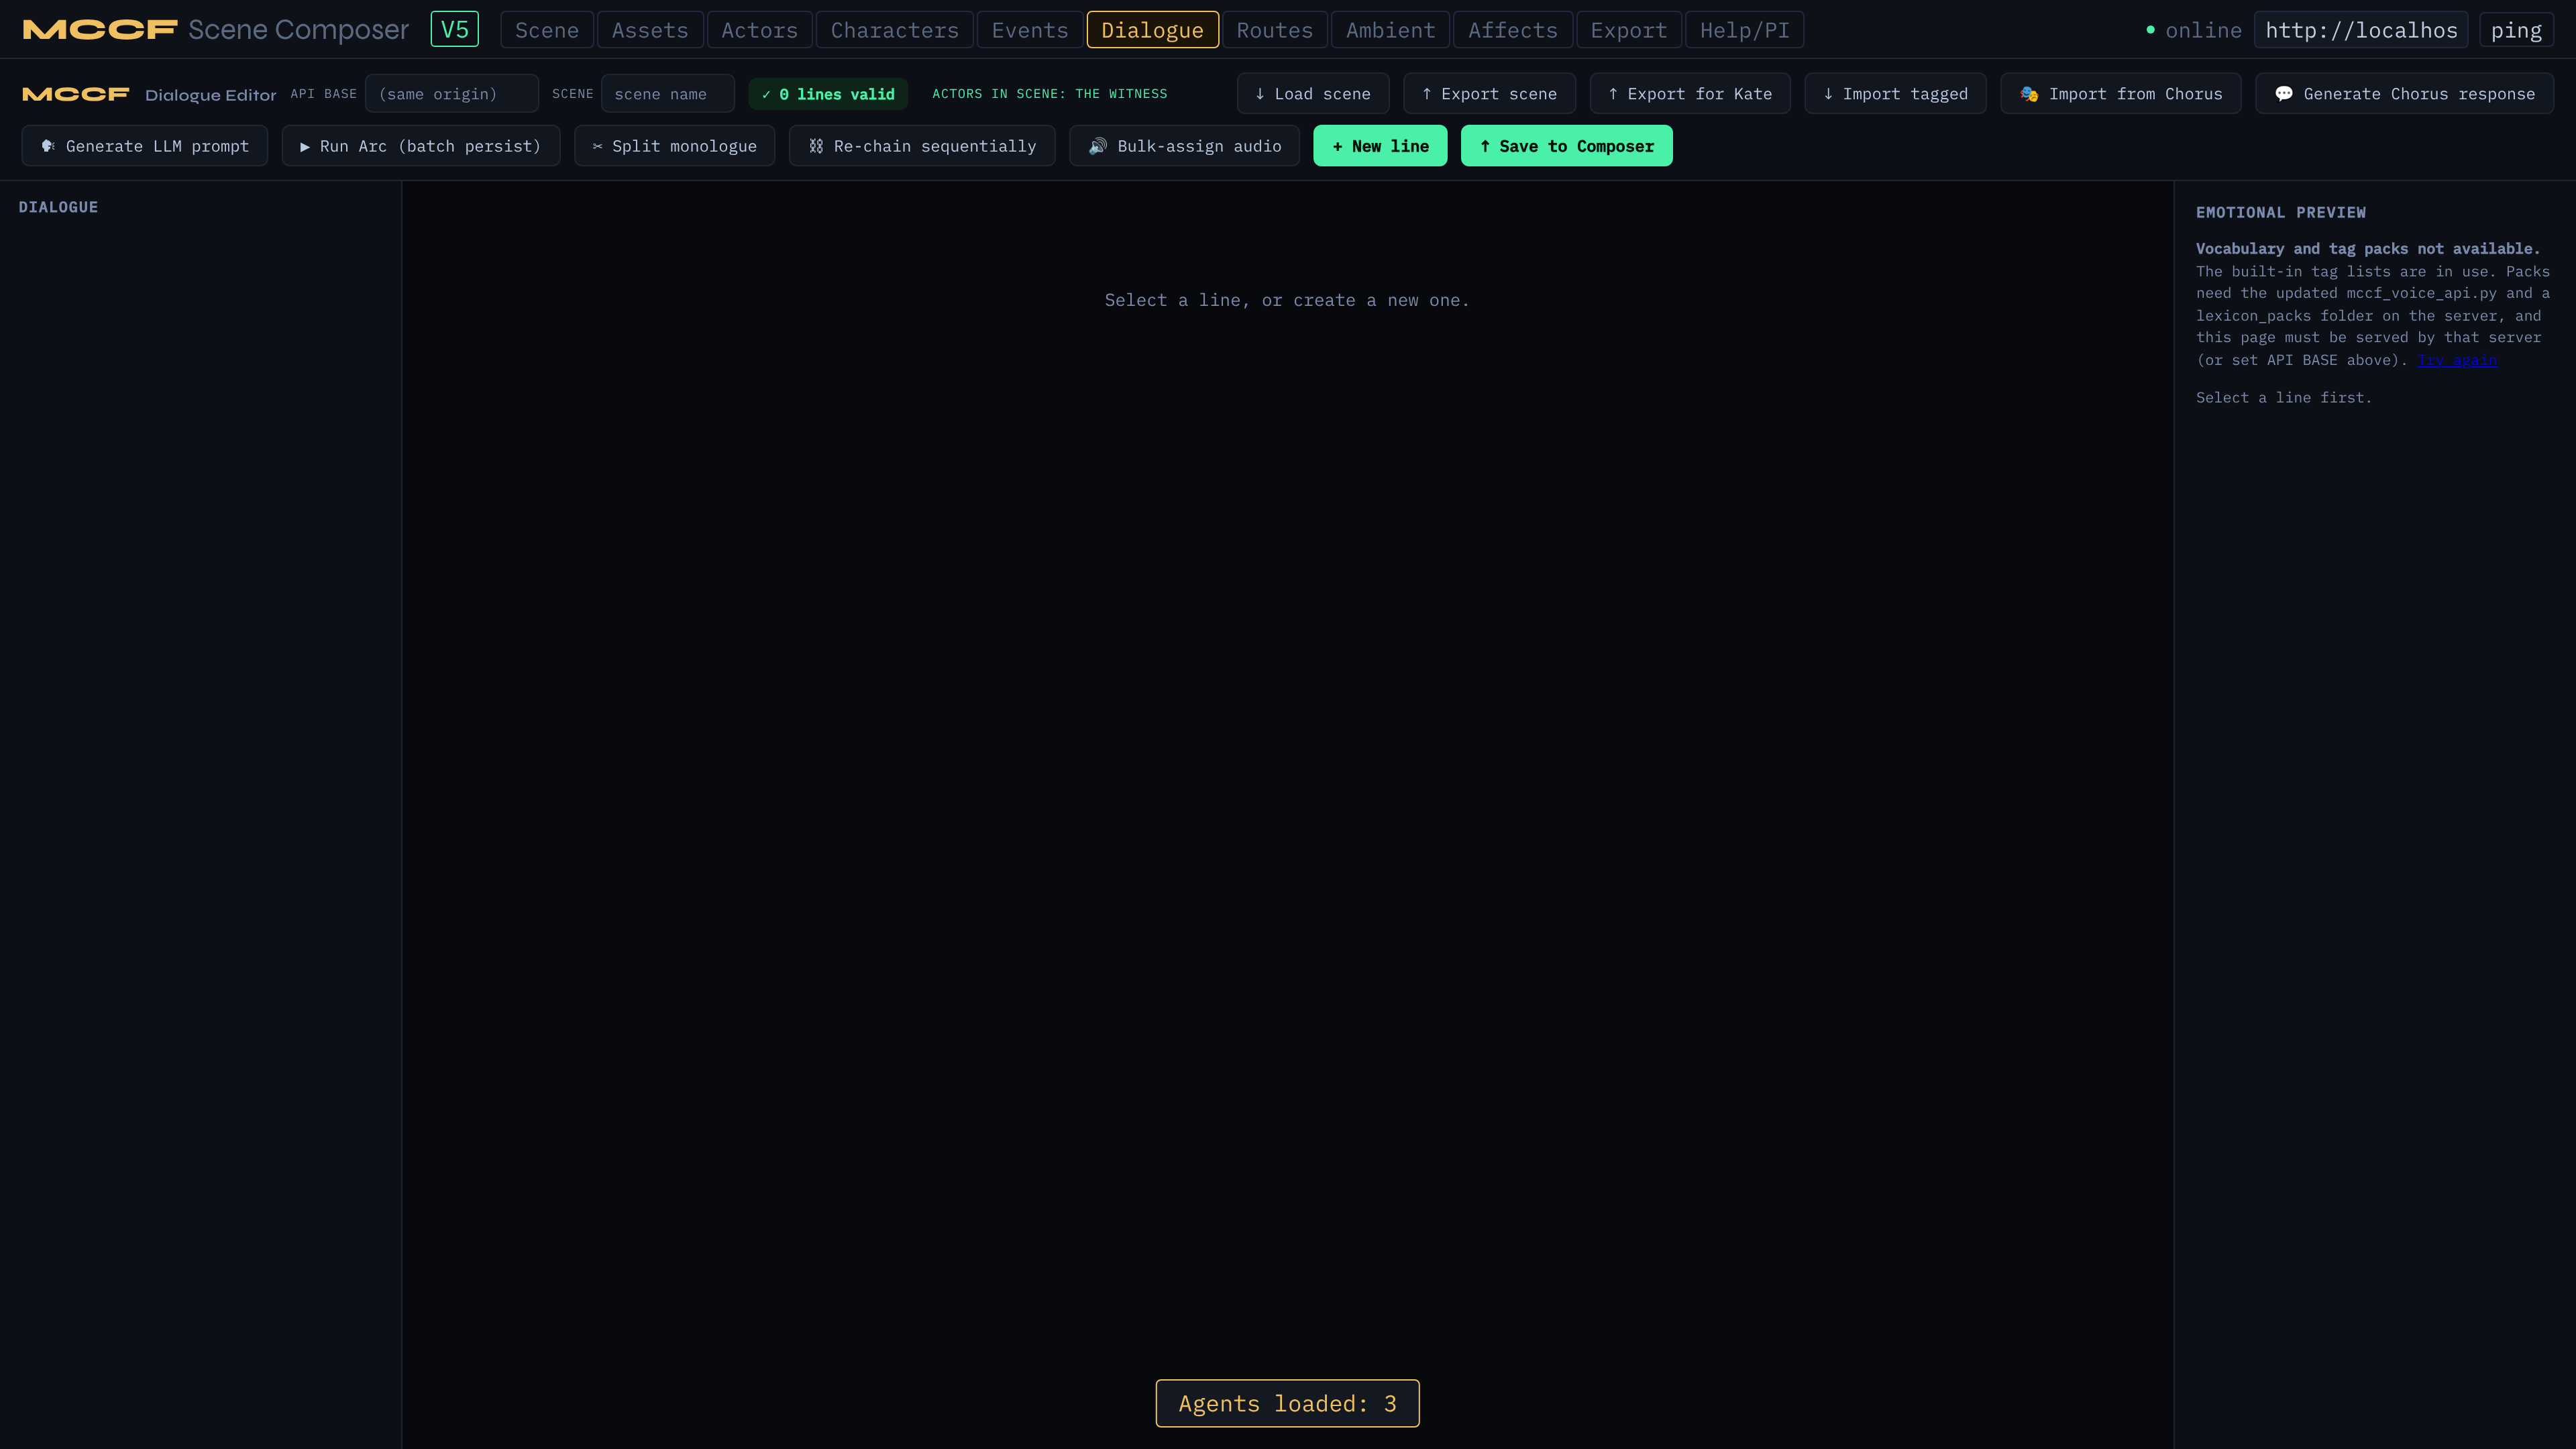 MCCF Scene Composer V5 Scene Assets Actors Characters Events Dialogue Routes Ambient Affects Export Help/PI online http://localhos ping
MCCF Dialogue Editor API BASE (same origin) SCENE scene name ✓ 0 lines valid ACTORS IN SCENE: THE WITNESS ↓ Load scene ↑ Export scene ↑ Export for Kate ↓ Import tagged 🎭 Import from Chorus 💬 Generate Chorus response
🗣 Generate LLM prompt ▶ Run Arc (batch persist) ✂ Split monologue ⛓ Re-chain sequentially 🔊 Bulk-assign audio + New line ↑ Save to Composer
DIALOGUE
Select a line, or create a new one.
EMOTIONAL PREVIEW
Vocabulary and tag packs not available.
The built-in tag lists are in use. Packs
need the updated mccf_voice_api.py and a
lexicon_packs folder on the server, and
this page must be served by that server
(or set API BASE above). Try again
Select a line first.
Agents loaded: 3